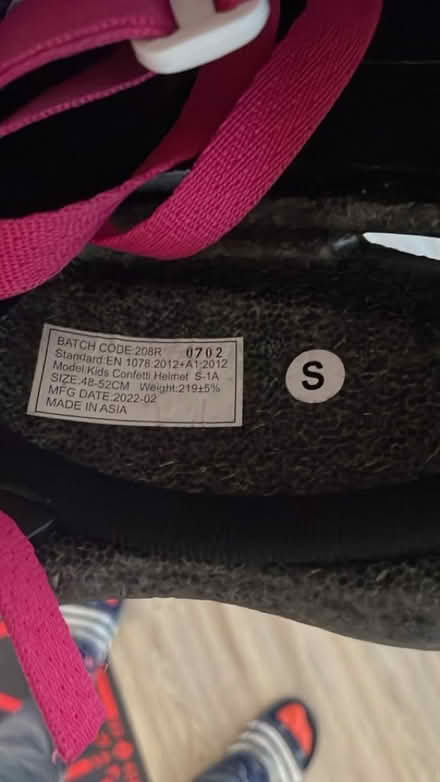 BATCH CODE:208R 0702
Standard:EN 1078:2012+A1:2012
Model:Kids Confetti Helmet S-1A
SIZE:48-52CM Weight:219±5%
MFG DATE:2022-02
MADE IN ASIA
S